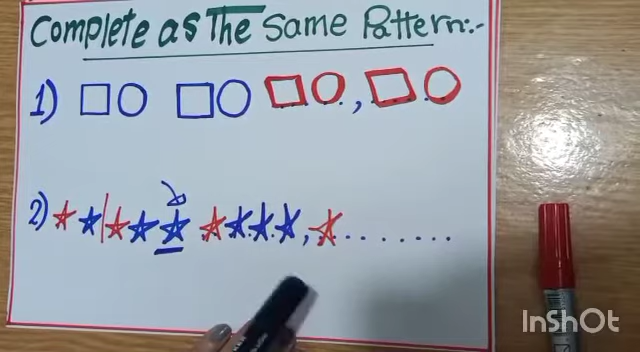 Complete as The Same Pattern:-
1)
2)
InShOt